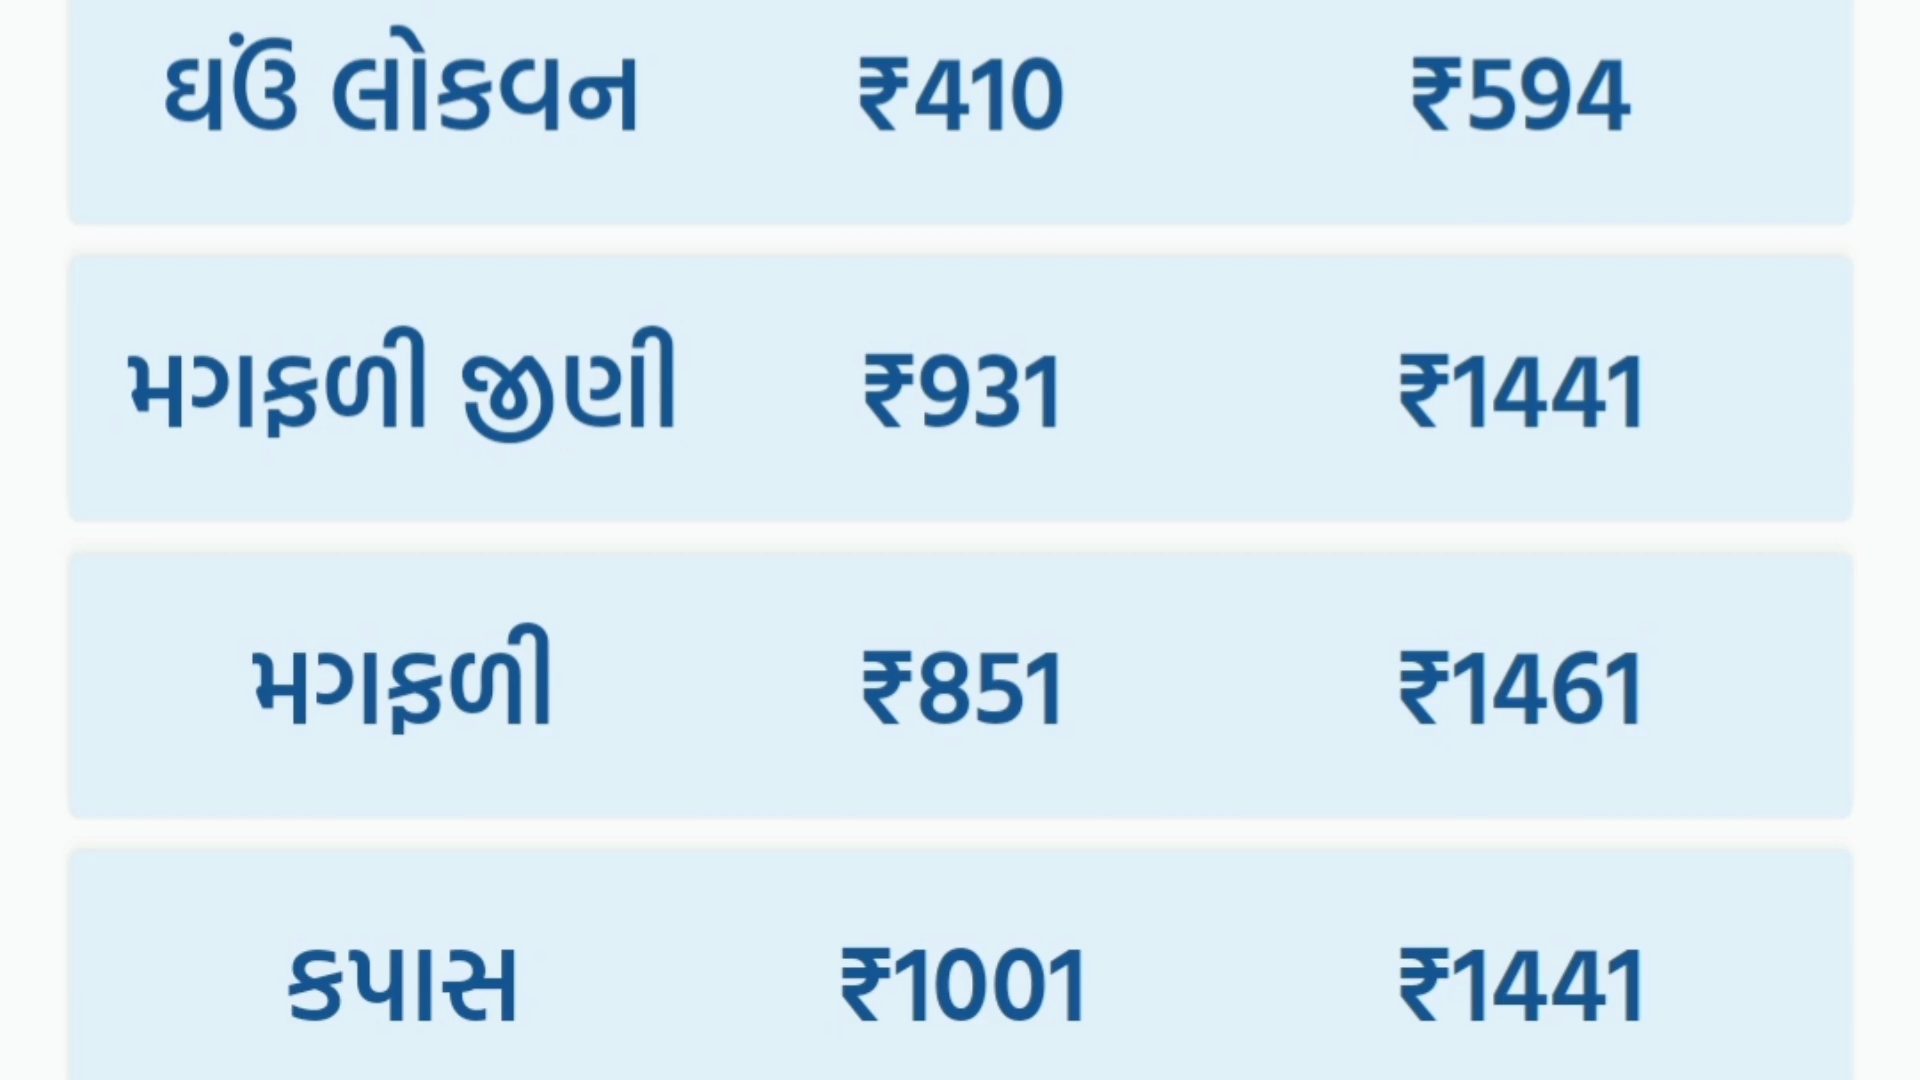 ઘઉં લોકવન ₹410 ₹594
મગફળી જીણી ₹931 ₹1441
મગફળી ₹851 ₹1461
કપાસ ₹1001 ₹1441